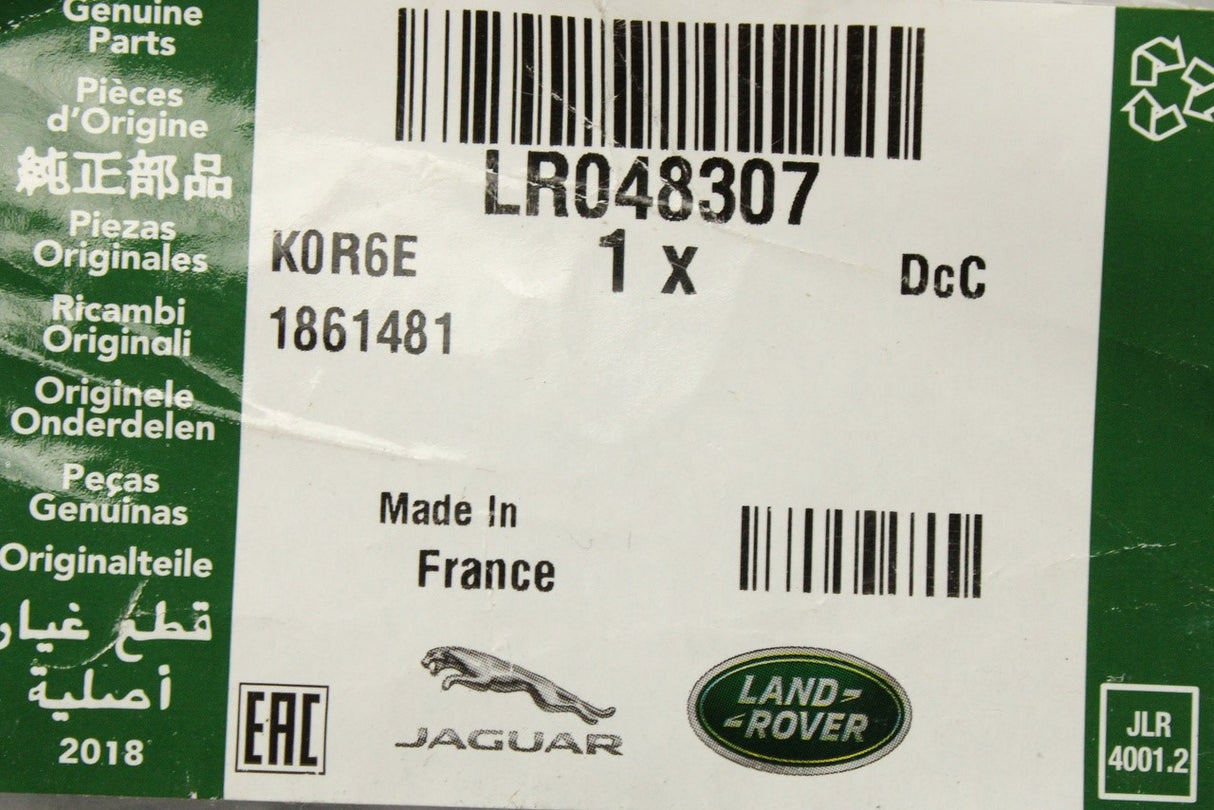 Genuine
Parts
Pièces
d'Origine
純正部品
Piezas
Originales
Ricambi
Originali
Originele
Onderdelen
Peças
Genuínas
Originalteile
قطع غيار
أصلية
2018
LR048307
K0R6E
1 x
DcC
1861481
Made In
France
EAC
JAGUAR
LAND-
-ROVER
JLR
4001.2